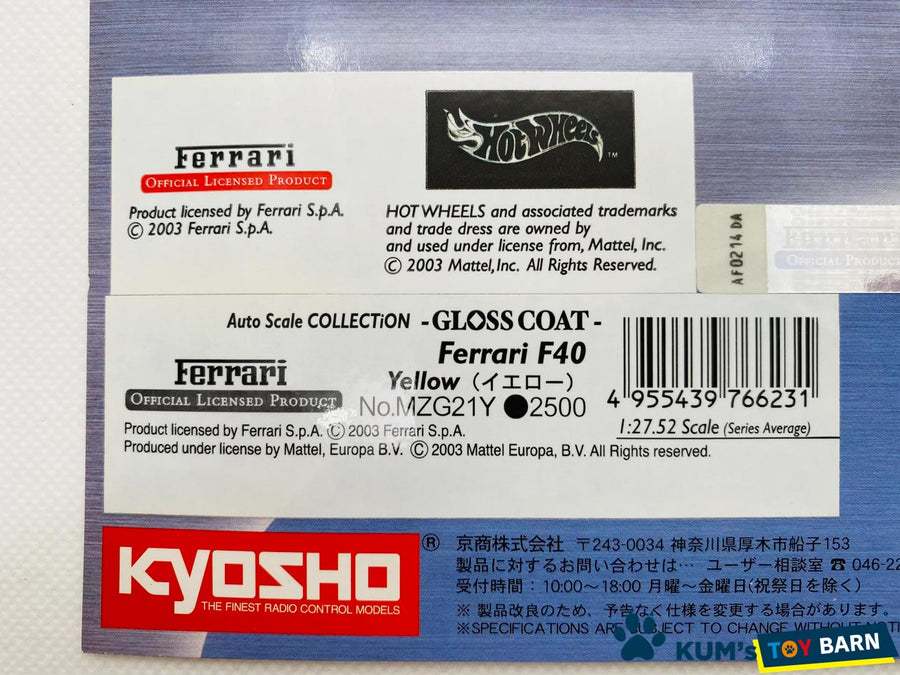 Ferrari
OFFICIAL LICENSED PRODUCT
Product licensed by Ferrari S.p.A.
© 2003 Ferrari S.p.A.
HOT WHEELS ™
HOT WHEELS and associated trademarks
and trade dress are owned by
and used under license from, Mattel, Inc.
© 2003 Mattel, Inc. All Rights Reserved.
AF0214DA
Ferrari
OFFICIAL LICENSED PRODUCT
Auto Scale COLLECTiON - GLOSS COAT -
Ferrari F40
Yellow (イエロー)
No.MZG21Y ●2500
Ferrari
OFFICIAL LICENSED PRODUCT
Product licensed by Ferrari S.p.A. © 2003 Ferrari S.p.A.
Produced under license by Mattel, Europa B.V. © 2003 Mattel Europa, B.V. All Rights reserved.
4 955439 766231
1:27.52 Scale (Series Average)
KYOSHO ®
THE FINEST RADIO CONTROL MODELS
京商株式会社 〒243-0034 神奈川県厚木市船子153
製品に対するお問い合わせは… ユーザー相談室 ☎ 046-22
受付時間：10:00〜18:00 月曜〜金曜日(祝祭日を除く)
※ 製品改良のため、予告なく仕様を変更する場合があります。
※SPECIFICATIONS ARE SUBJECT TO CHANGE WITHOUT
KUM's TOY BARN